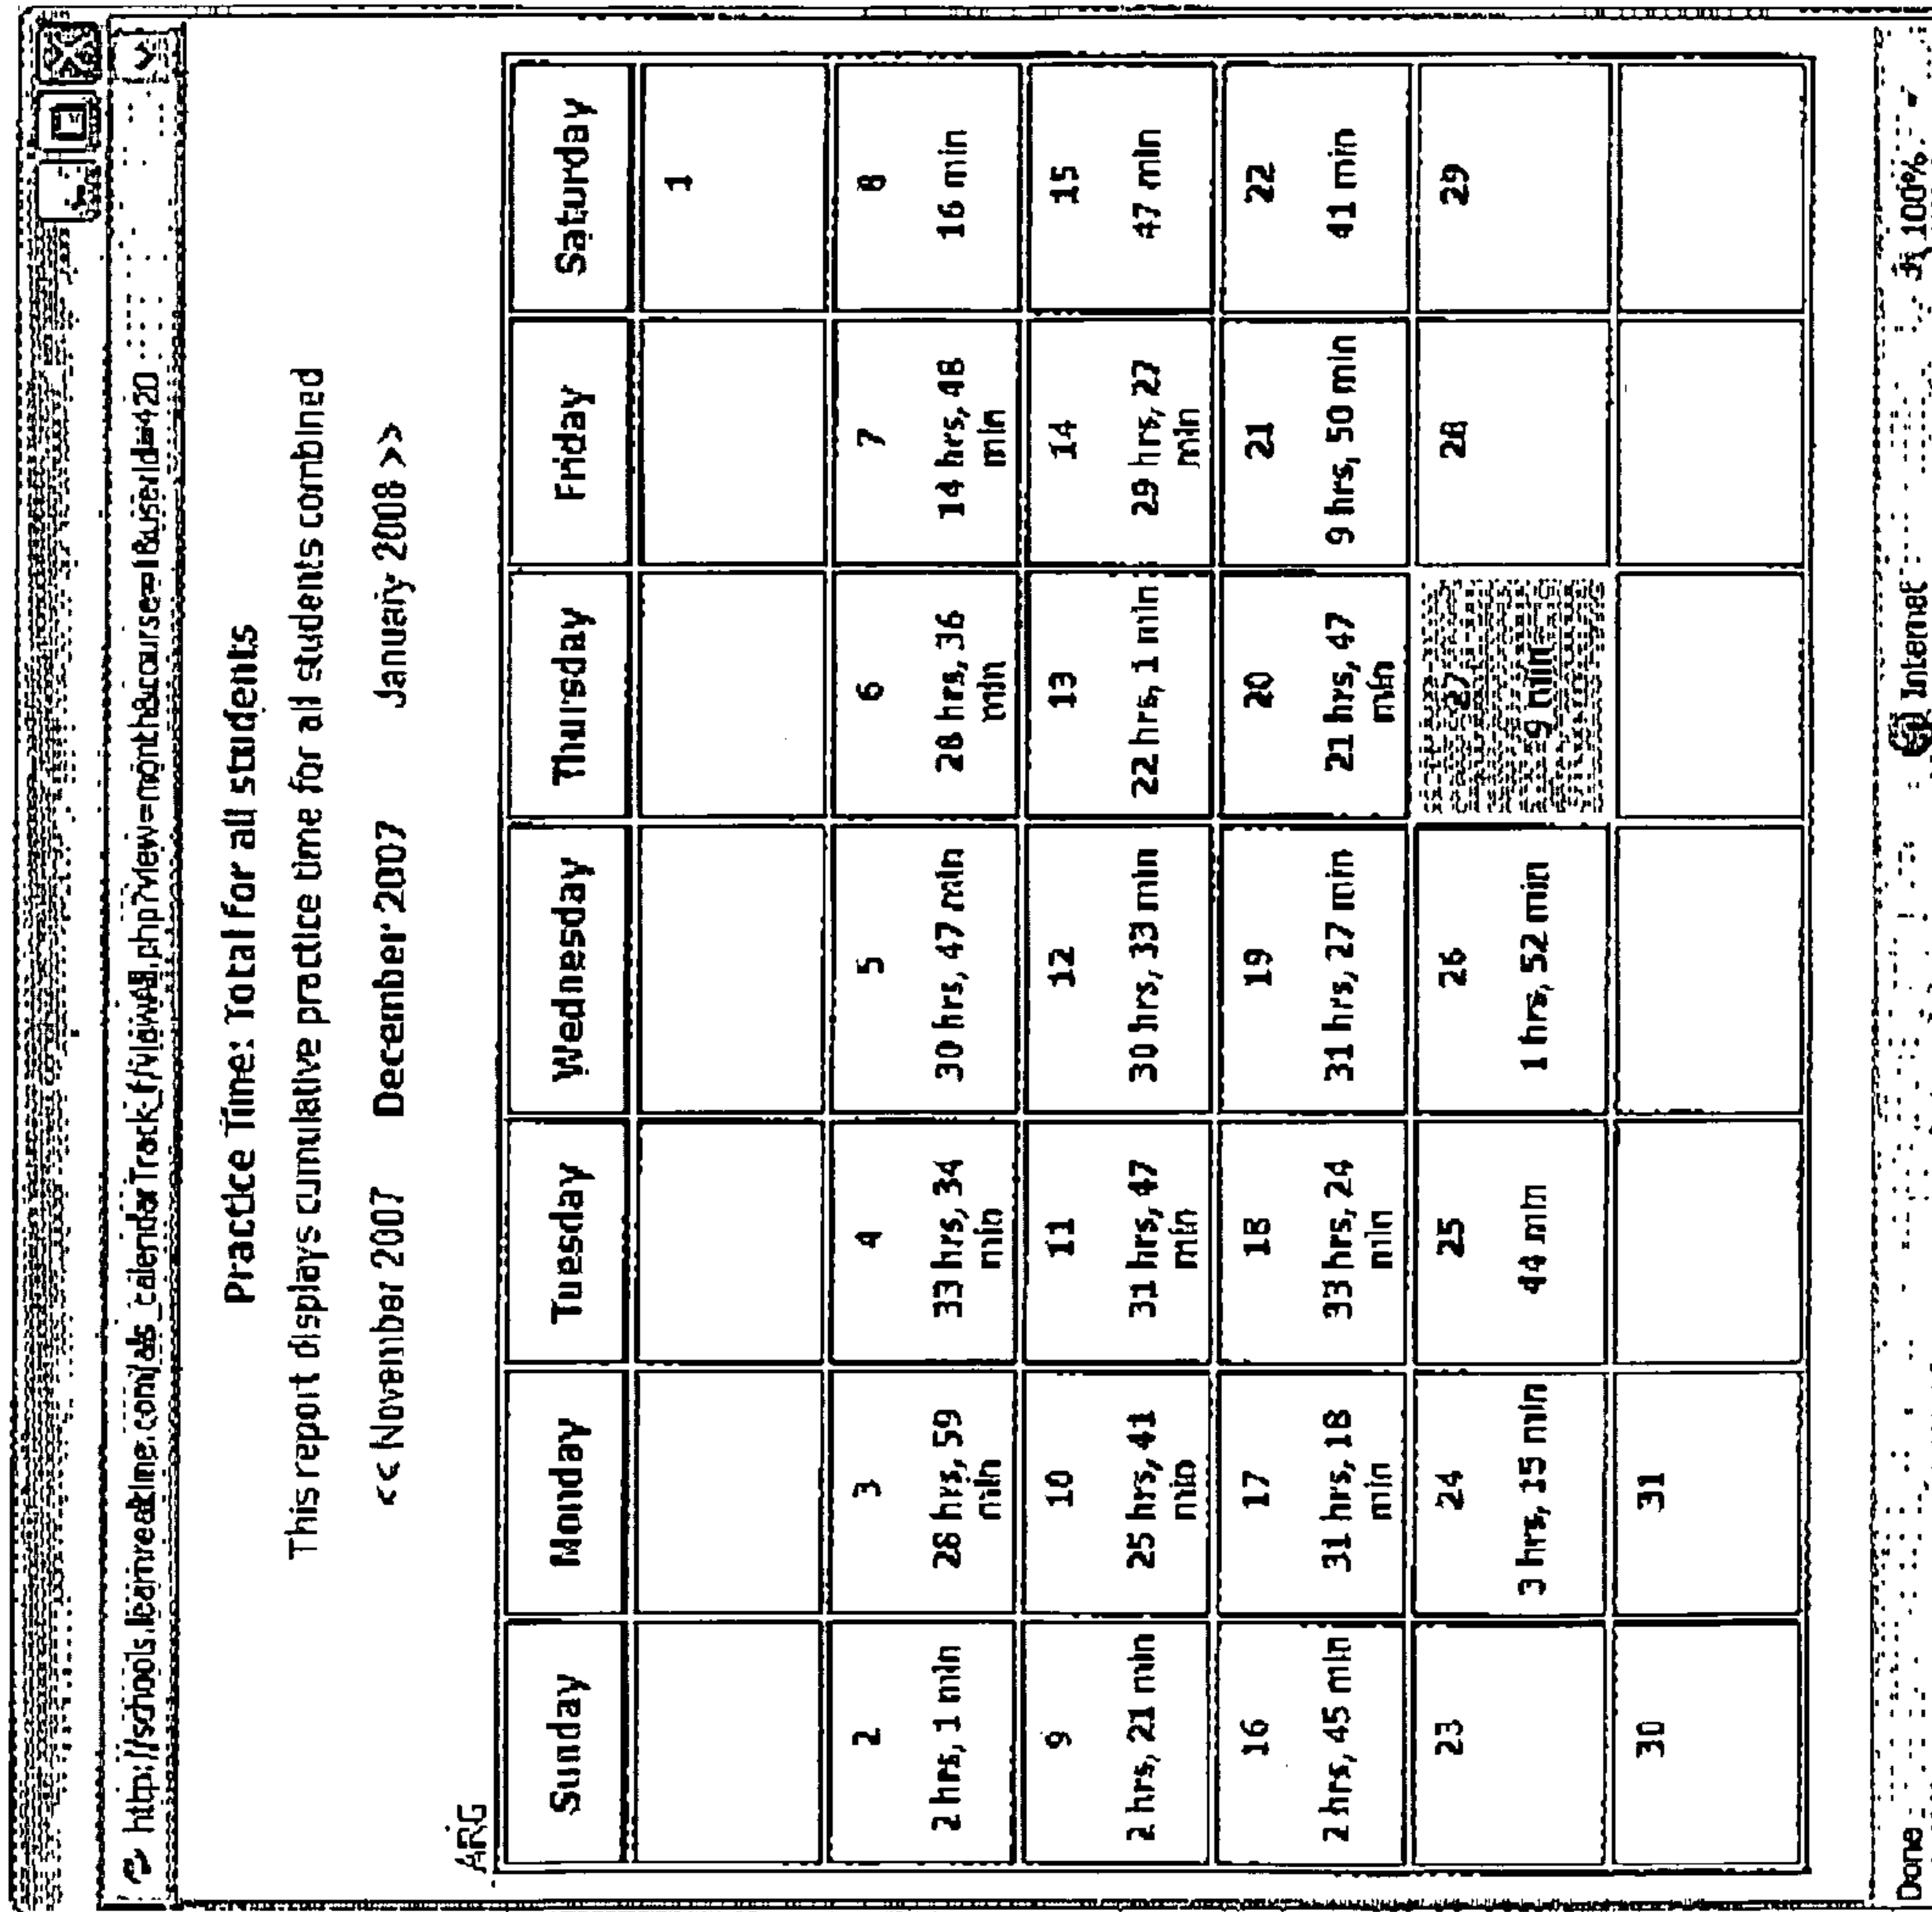 http://schools.learnrealtime.com/als_calendarTrack_f/viewAll.php?view=month&course=18&userId=420
Practice Time: Total for all students
This report displays cumulative practice time for all students combined
<< November 2007 December 2007 January 2008 >>
ARG
Sunday Monday Tuesday Wednesday Thursday Friday Saturday
1
2 3 4 5 6 7 8
2 hrs, 1 min 28 hrs, 59 min 33 hrs, 34 min 30 hrs, 47 min 28 hrs, 36 min 14 hrs, 48 min 16 min
9 10 11 12 13 14 15
2 hrs, 21 min 25 hrs, 41 min 31 hrs, 47 min 30 hrs, 33 min 22 hrs, 1 min 29 hrs, 27 min 47 min
16 17 18 19 20 21 22
2 hrs, 45 min 31 hrs, 18 min 33 hrs, 24 min 31 hrs, 27 min 21 hrs, 47 min 9 hrs, 50 min 41 min
23 24 25 26 27 28 29
3 hrs, 15 min 44 min 1 hrs, 52 min 9 min
30 31
Done Internet 100%